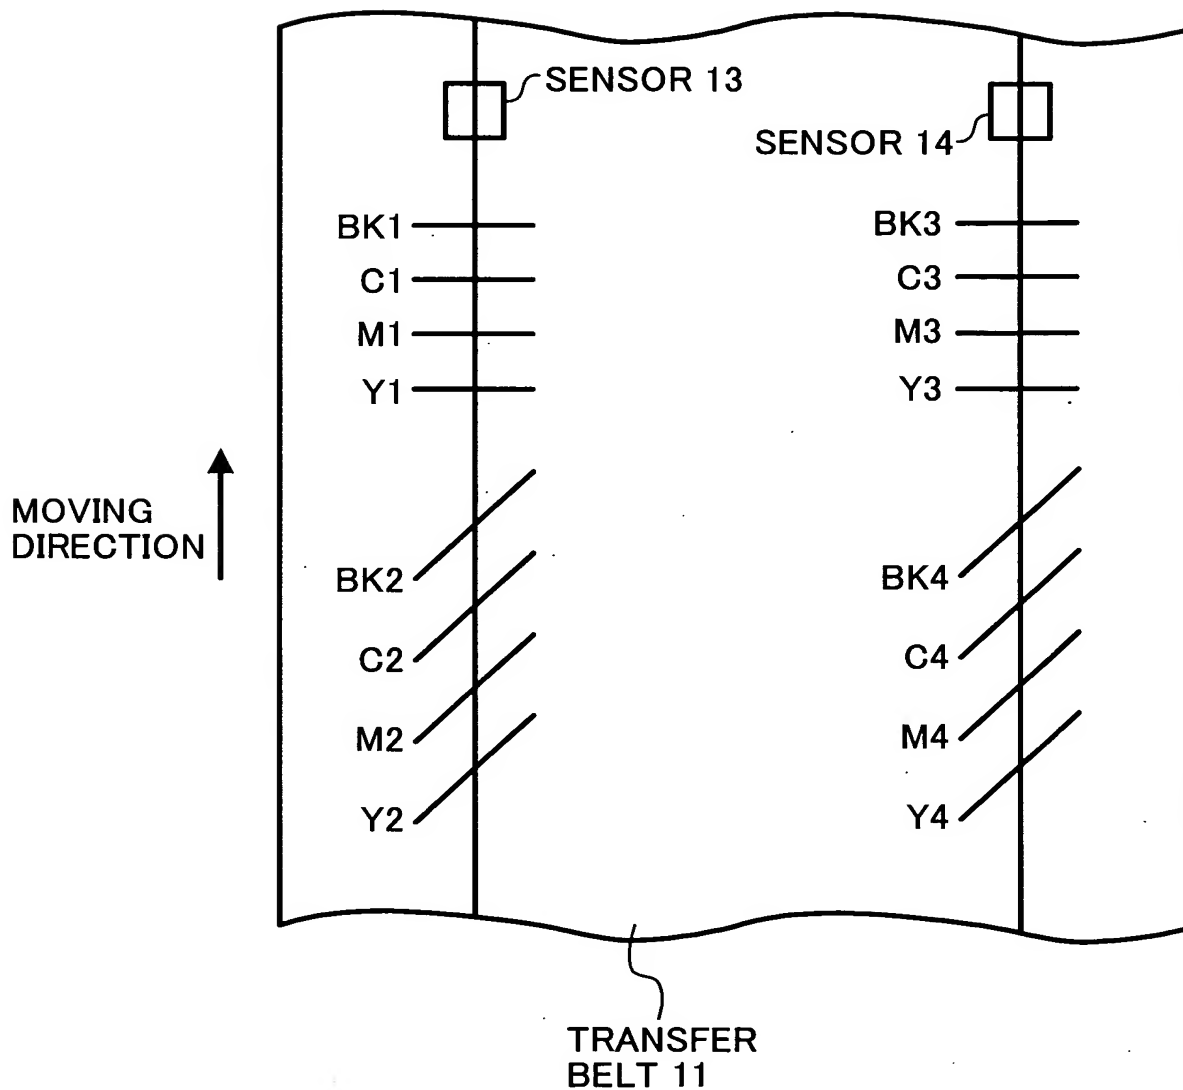 SENSOR 13
SENSOR 14
BK1
BK3
C1
C3
M1
M3
Y1
Y3
MOVING
DIRECTION
BK2
BK4
C2
C4
M2
M4
Y2
Y4
TRANSFER
BELT 11